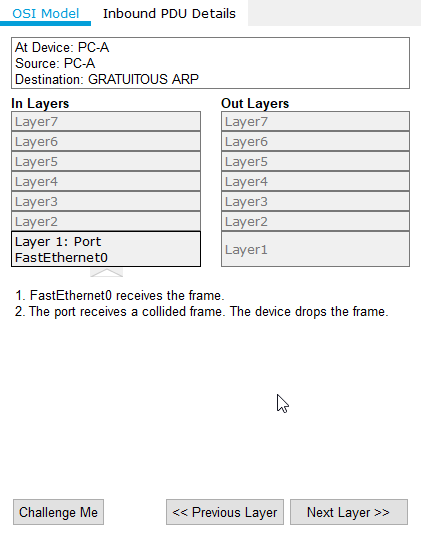 OSI Model Inbound PDU Details
At Device: PC-A
Source: PC-A
Destination: GRATUITOUS ARP
In Layers
Layer7
Layer6
Layer5
Layer4
Layer3
Layer2
Layer 1: Port
FastEthernet0
Out Layers
Layer7
Layer6
Layer5
Layer4
Layer3
Layer2
Layer1
1. FastEthernet0 receives the frame.
2. The port receives a collided frame. The device drops the frame.
Challenge Me << Previous Layer Next Layer >>